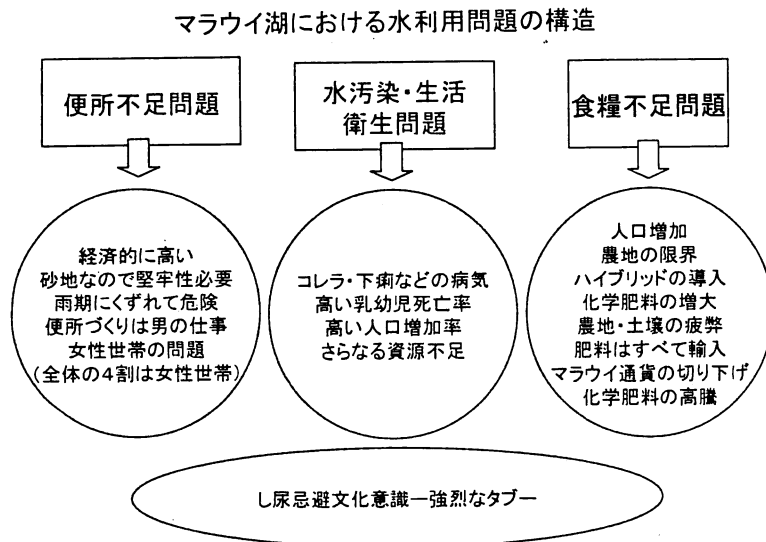 マラウイ湖における水利用問題の構造
便所不足問題
水汚染・生活
衛生問題
食糧不足問題
経済的に高い
砂地なので堅牢性必要
雨期にくずれて危険
便所づくりは男の仕事
女性世帯の問題
(全体の4割は女性世帯)
コレラ・下痢などの病気
高い乳幼児死亡率
高い人口増加率
さらなる資源不足
人口増加
農地の限界
ハイブリッドの導入
化学肥料の増大
農地・土壌の疲弊
肥料はすべて輸入
マラウイ通貨の切り下げ
化学肥料の高騰
し尿忌避文化意識―強烈なタブー